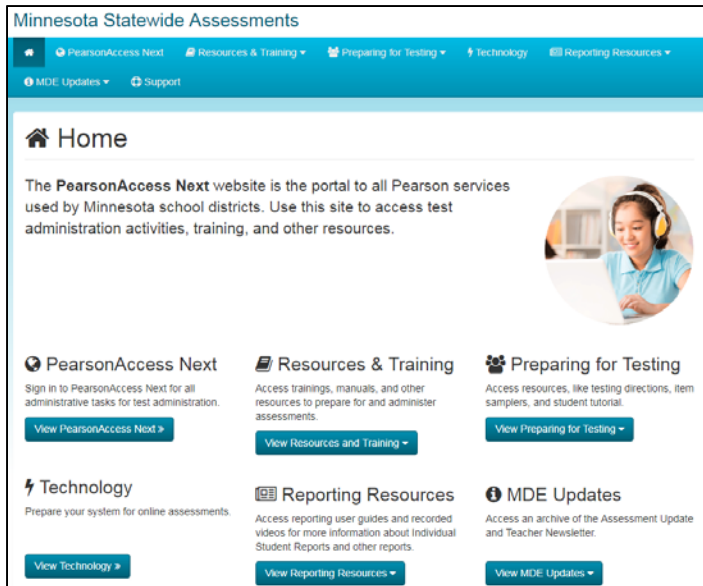 Minnesota Statewide Assessments
PearsonAccess Next
Resources & Training
Preparing for Testing
Technology
Reporting Resources
MDE Updates
Support
Home
The PearsonAccess Next website is the portal to all Pearson services
used by Minnesota school districts. Use this site to access test
administration activities, training, and other resources.
PearsonAccess Next
Sign in to PearsonAccess Next for all
administrative tasks for test administration.
View PearsonAccess Next »
Resources & Training
Access trainings, manuals, and other
resources to prepare for and administer
assessments.
View Resources and Training
Preparing for Testing
Access resources, like testing directions, item
samplers, and student tutorial.
View Preparing for Testing
Technology
Prepare your system for online assessments.
View Technology »
Reporting Resources
Access reporting user guides and recorded
videos for more information about Individual
Student Reports and other reports.
View Reporting Resources
MDE Updates
Access an archive of the Assessment Update
and Teacher Newsletter.
View MDE Updates